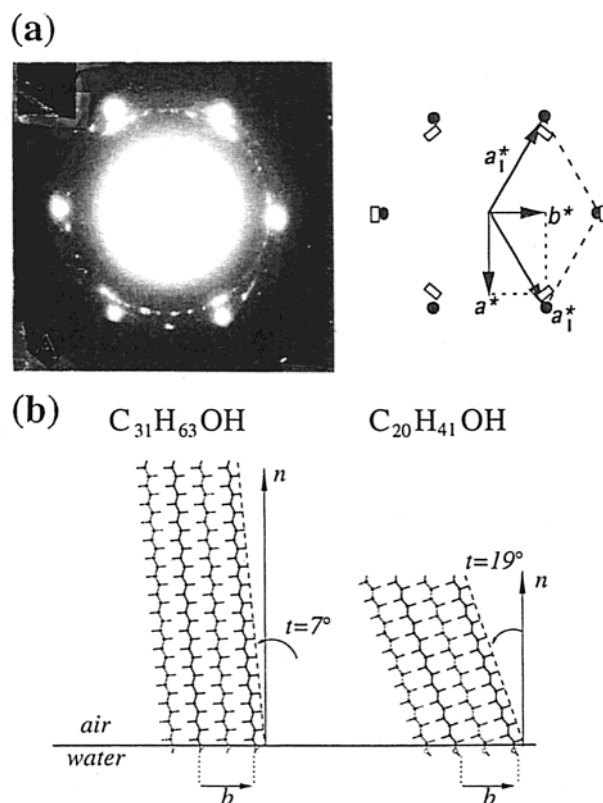 (a)
a₁*
b*
a*
a₁*
(b)
C₃₁H₆₃OH
C₂₀H₄₁OH
n
t=7°
t=19°
n
air
water
b
b